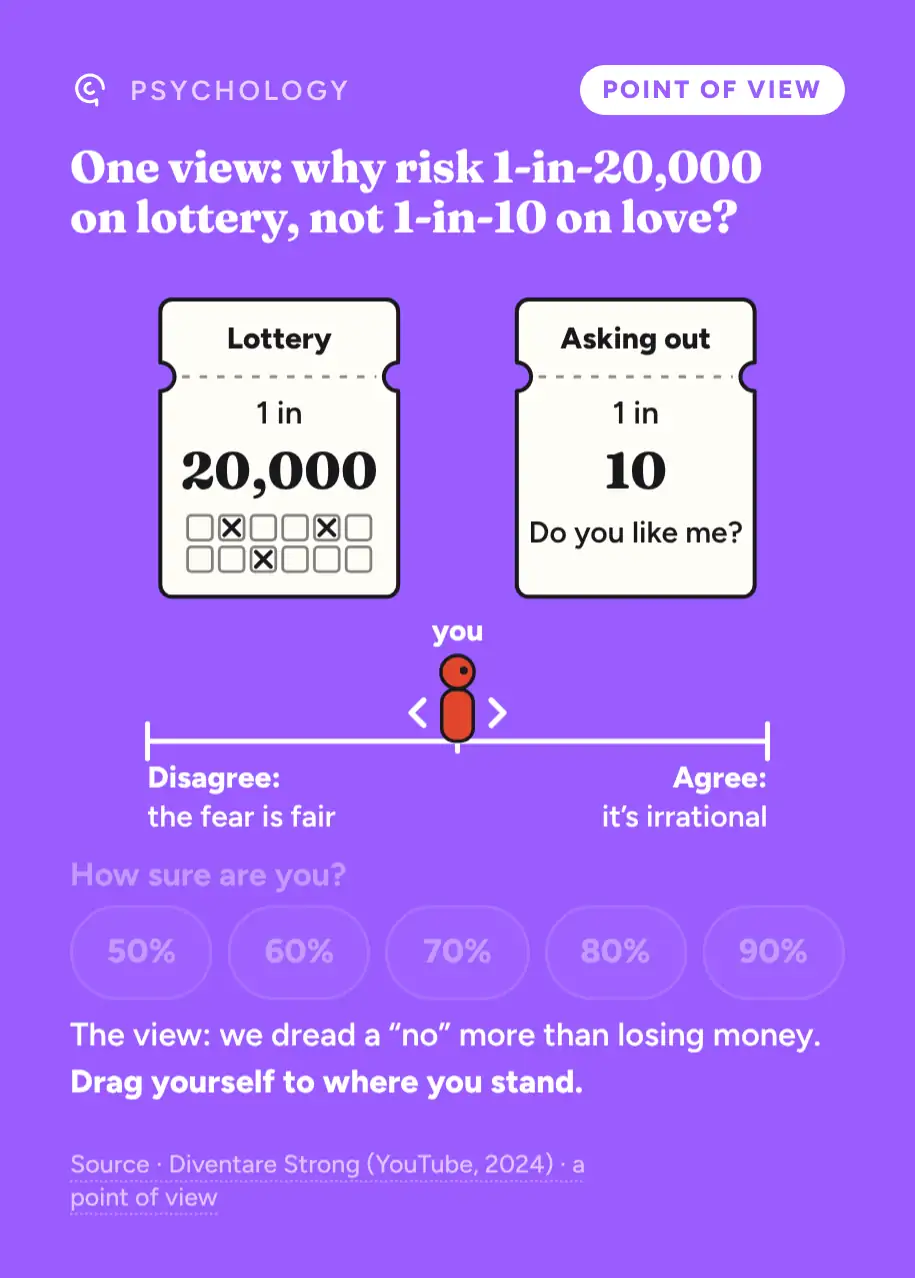 PSYCHOLOGY
POINT OF VIEW
One view: why risk 1-in-20,000
on lottery, not 1-in-10 on love?
Lottery
1 in
20,000
Asking out
1 in
10
Do you like me?
you
Disagree:
the fear is fair
Agree:
it’s irrational
How sure are you?
50% 60% 70% 80% 90%
The view: we dread a “no” more than losing money.
Drag yourself to where you stand.
Source · Diventare Strong (YouTube, 2024) · a
point of view